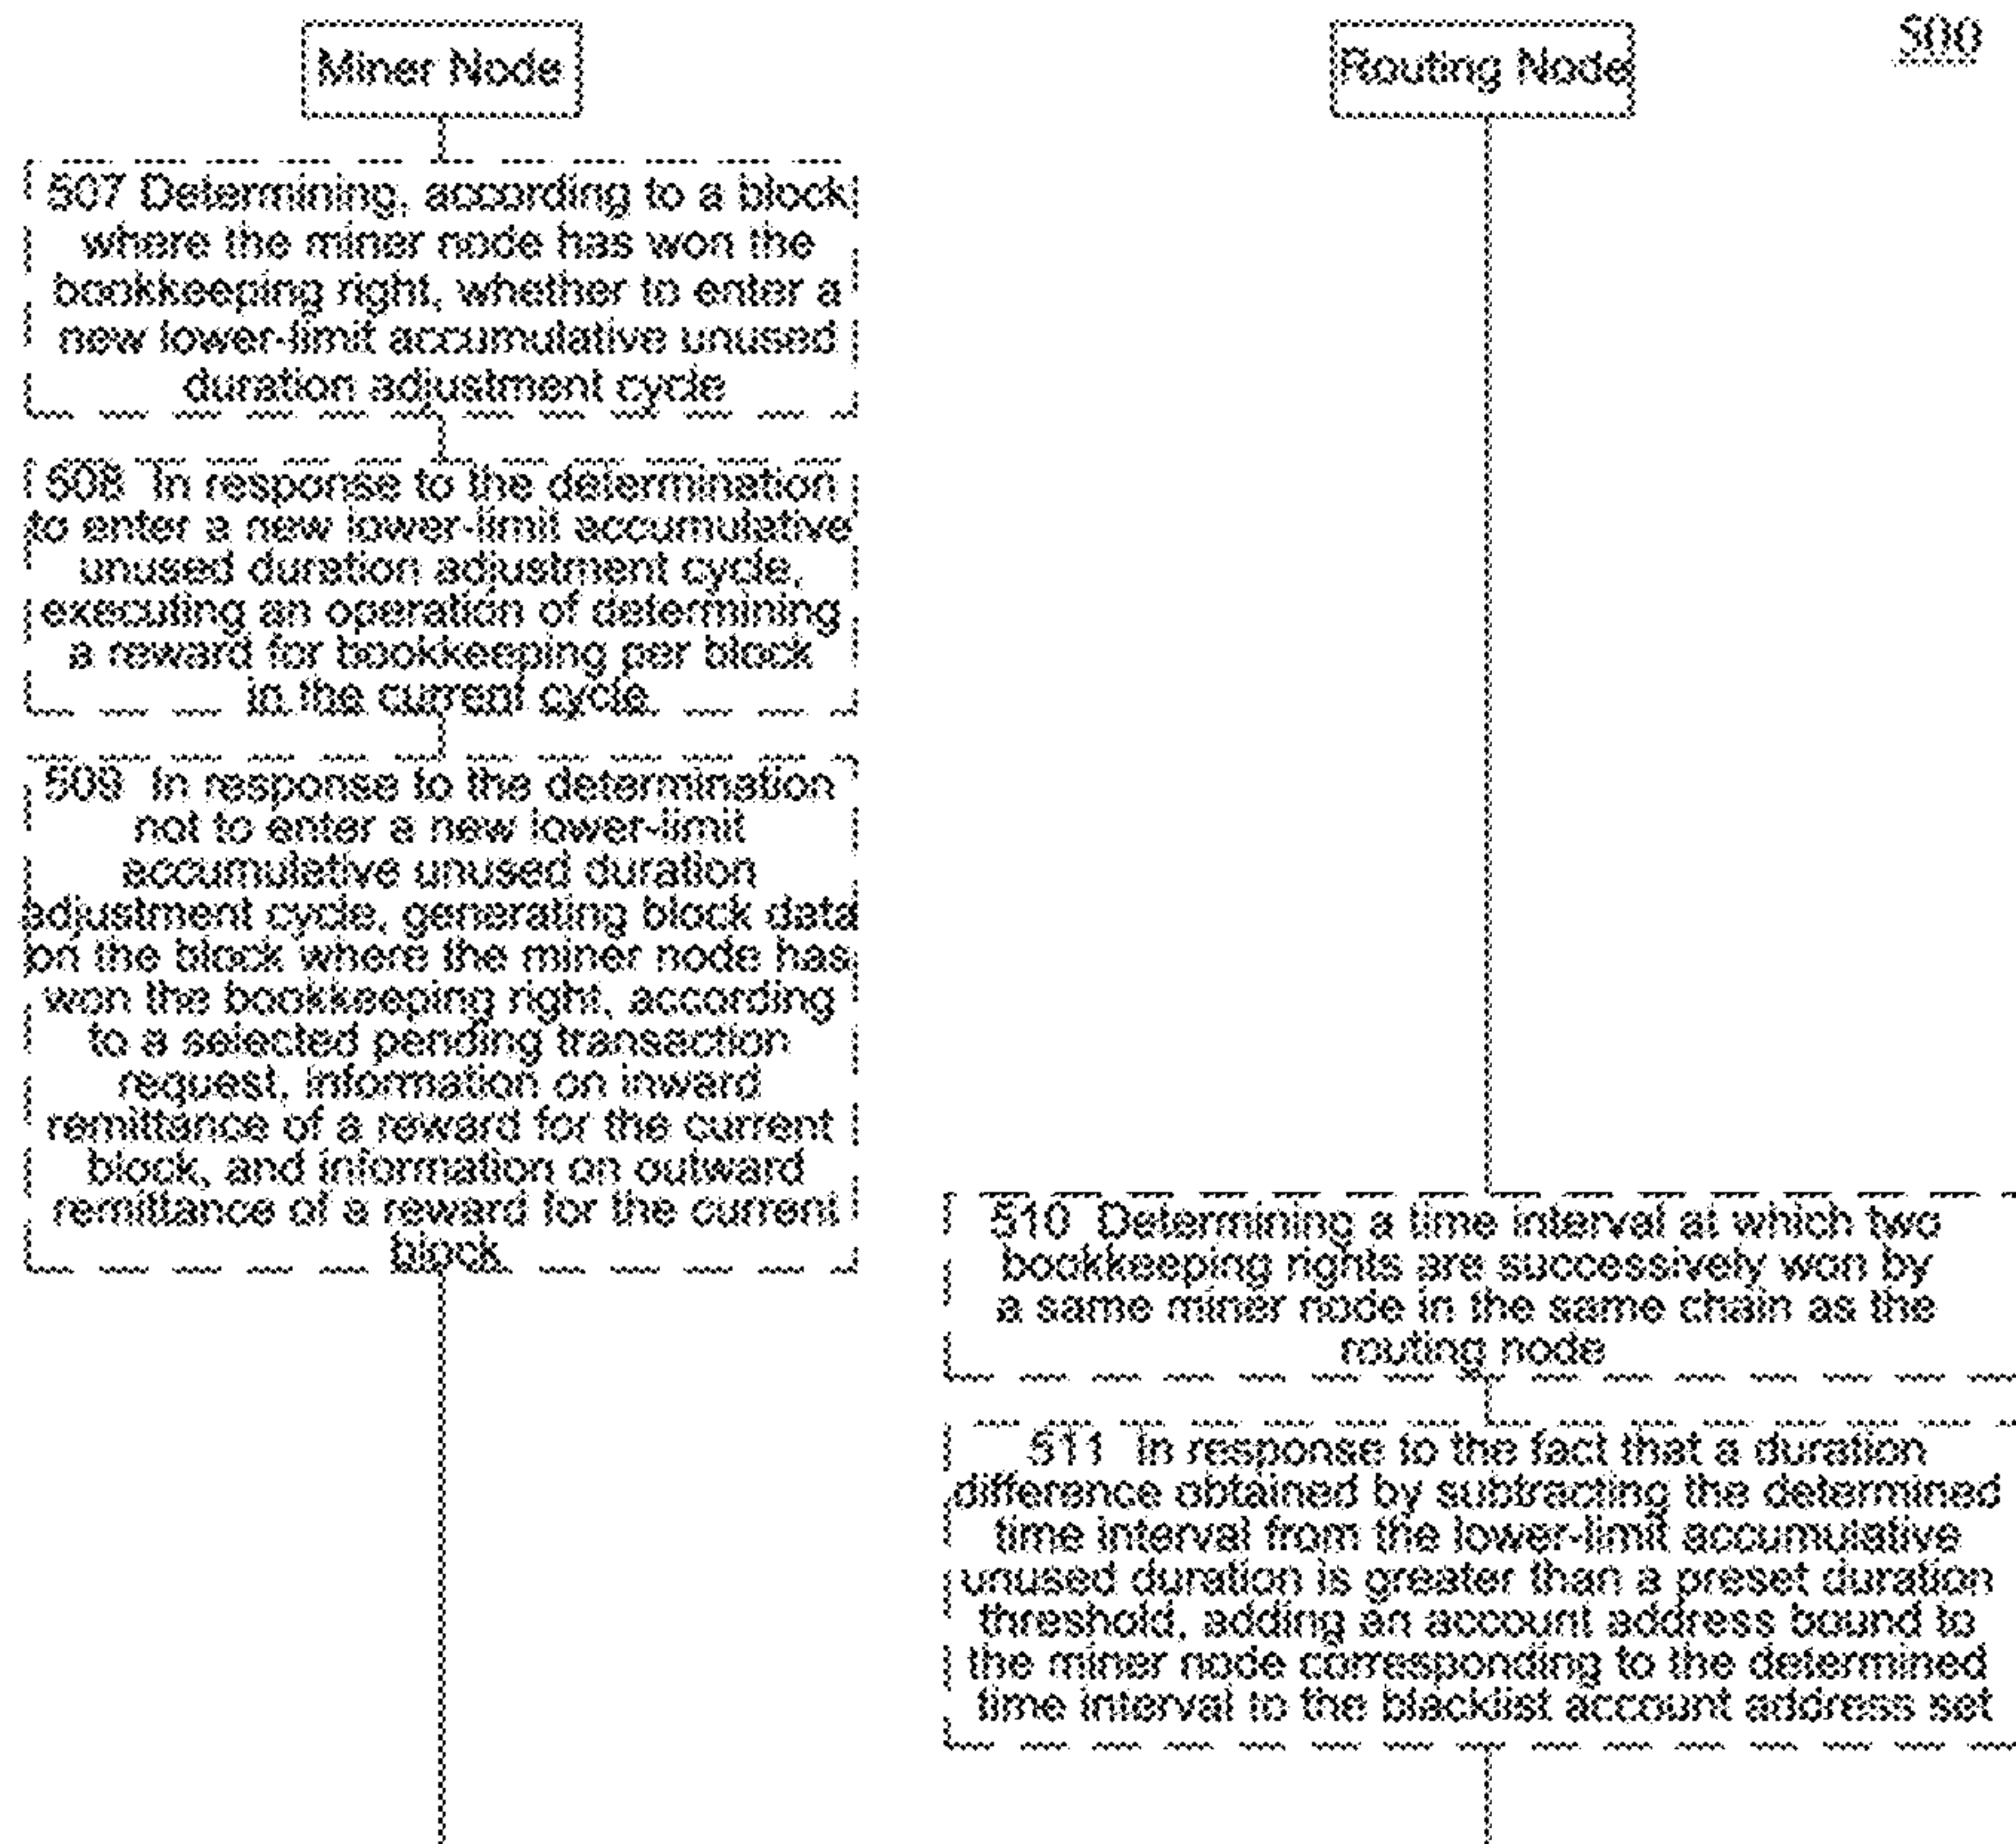 Miner Node
Routing Node
500
507 Determining, according to a block
where the miner node has won the
bookkeeping right, whether to enter a
new lower-limit accumulative unused
duration adjustment cycle
508 In response to the determination
to enter a new lower-limit accumulative
unused duration adjustment cycle,
executing an operation of determining
a reward for bookkeeping per block
in the current cycle
509 In response to the determination
not to enter a new lower-limit
accumulative unused duration
adjustment cycle, generating block data
on the block where the miner node has
won the bookkeeping right, according
to a selected pending transaction
request, information on inward
remittance of a reward for the current
block, and information on outward
remittance of a reward for the current
block
510 Determining a time interval at which two
bookkeeping rights are successively won by
a same miner node in the same chain as the
routing node
511 In response to the fact that a duration
difference obtained by subtracting the determined
time interval from the lower-limit accumulative
unused duration is greater than a preset duration
threshold, adding an account address bound to
the miner node corresponding to the determined
time interval to the blacklist account address set